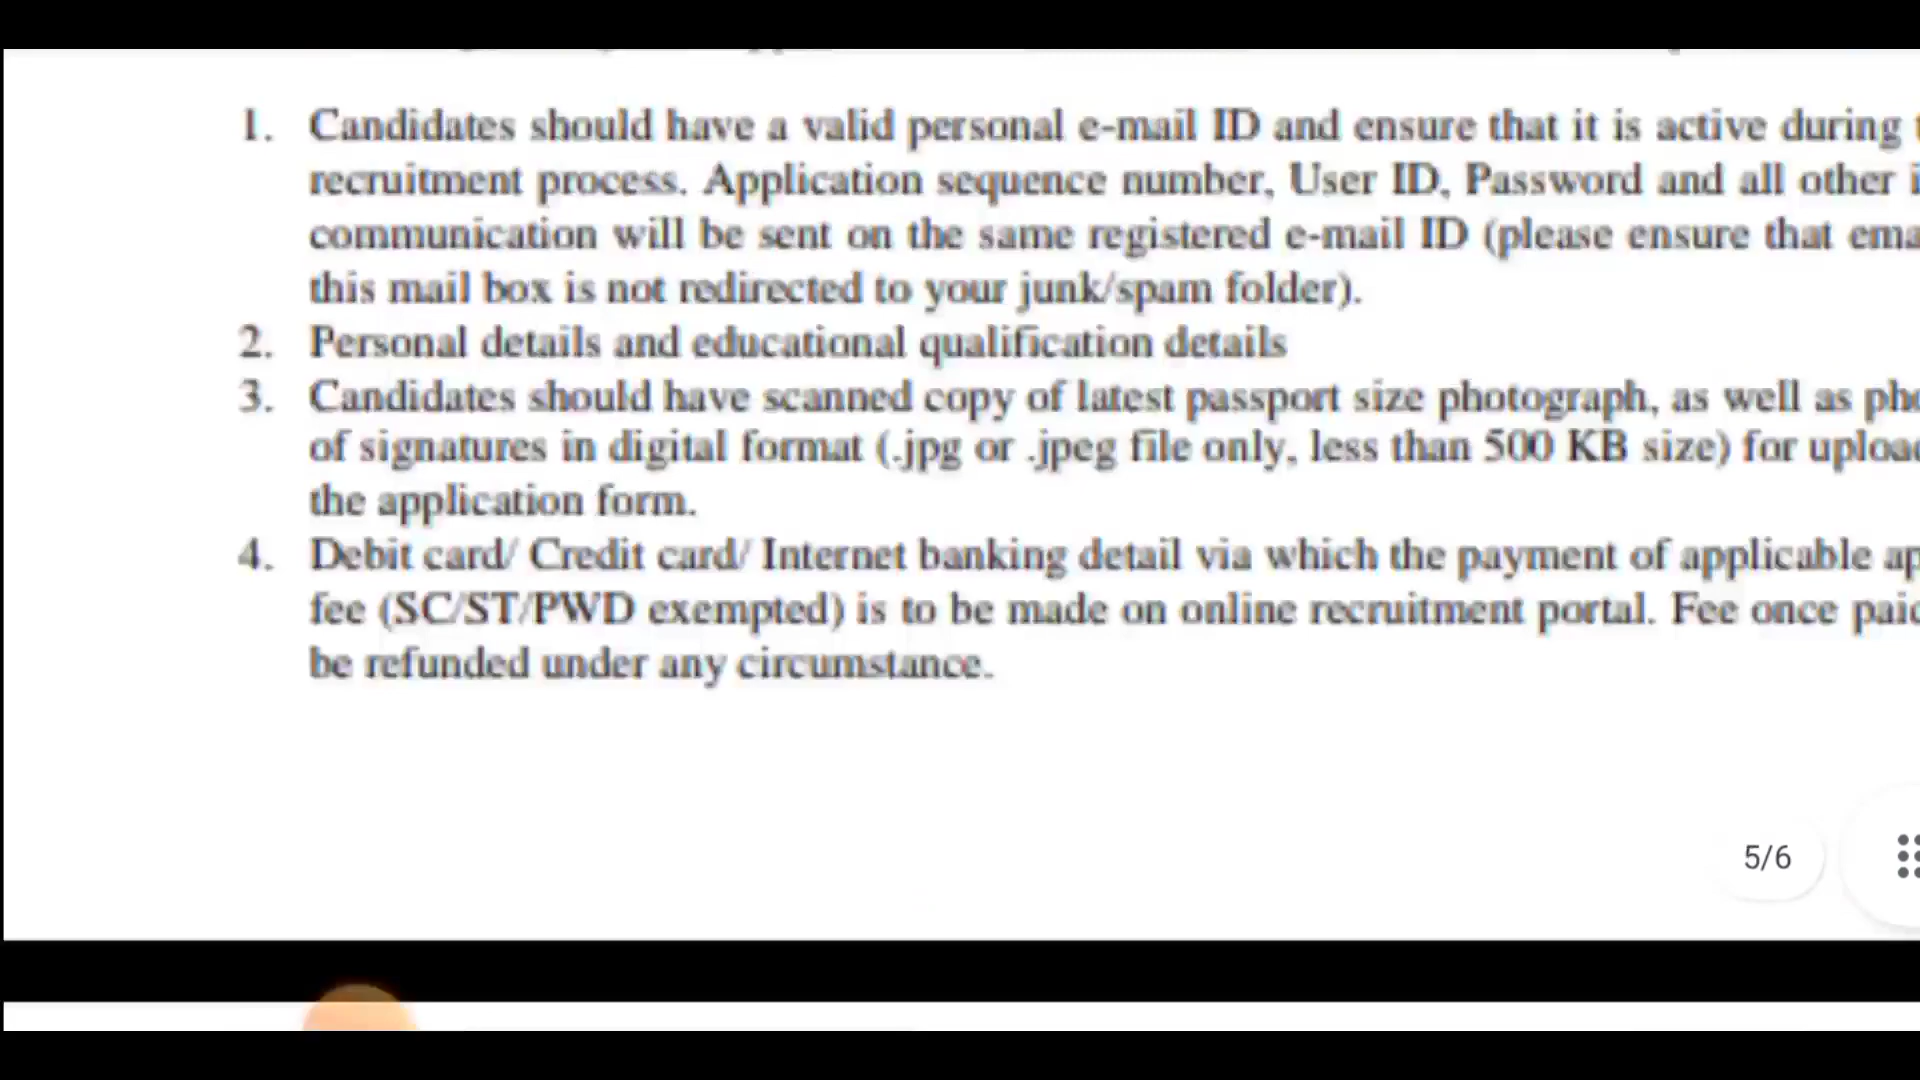 1. Candidates should have a valid personal e-mail ID and ensure that it is active during
recruitment process. Application sequence number, User ID, Password and all other
communication will be sent on the same registered e-mail ID (please ensure that
this mail box is not redirected to your junk/spam folder).
2. Personal details and educational qualification details
3. Candidates should have scanned copy of latest passport size photograph, as well as
of signatures in digital format (.jpg or .jpeg file only, less than 500 KB size) for
the application form.
4. Debit card/ Credit card/ Internet banking detail via which the payment of applicable
fee (SC/ST/PWD exempted) is to be made on online recruitment portal. Fee once
be refunded under any circumstance.
5/6